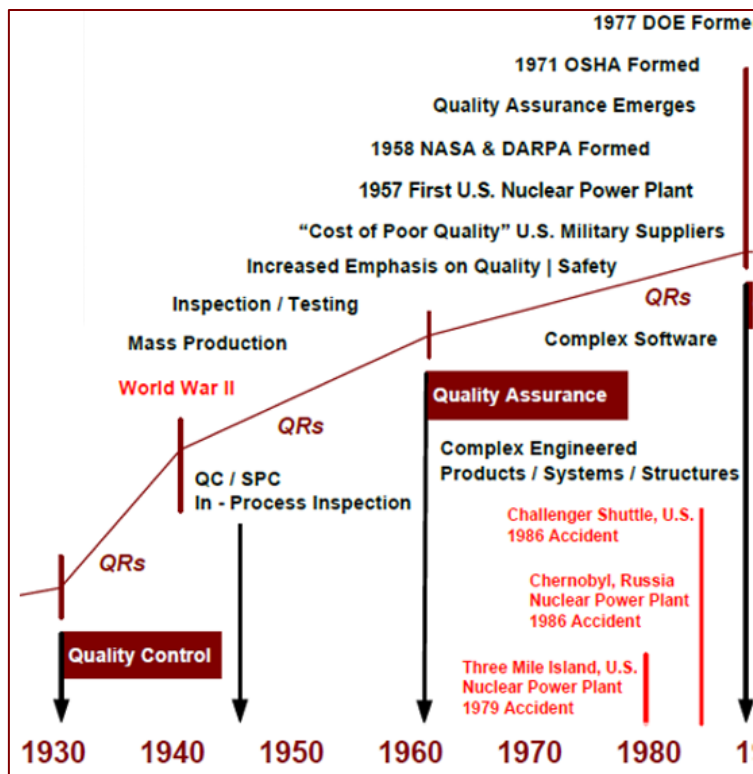 1977 DOE Forme
1971 OSHA Formed
Quality Assurance Emerges
1958 NASA & DARPA Formed
1957 First U.S. Nuclear Power Plant
“Cost of Poor Quality” U.S. Military Suppliers
Increased Emphasis on Quality | Safety
QRs
Inspection / Testing
Mass Production
Complex Software
World War II
Quality Assurance
QRs
QC / SPC
In - Process Inspection
Complex Engineered
Products / Systems / Structures
Challenger Shuttle, U.S.
1986 Accident
QRs
Chernobyl, Russia
Nuclear Power Plant
1986 Accident
Quality Control
Three Mile Island, U.S.
Nuclear Power Plant
1979 Accident
1930 1940 1950 1960 1970 1980 1